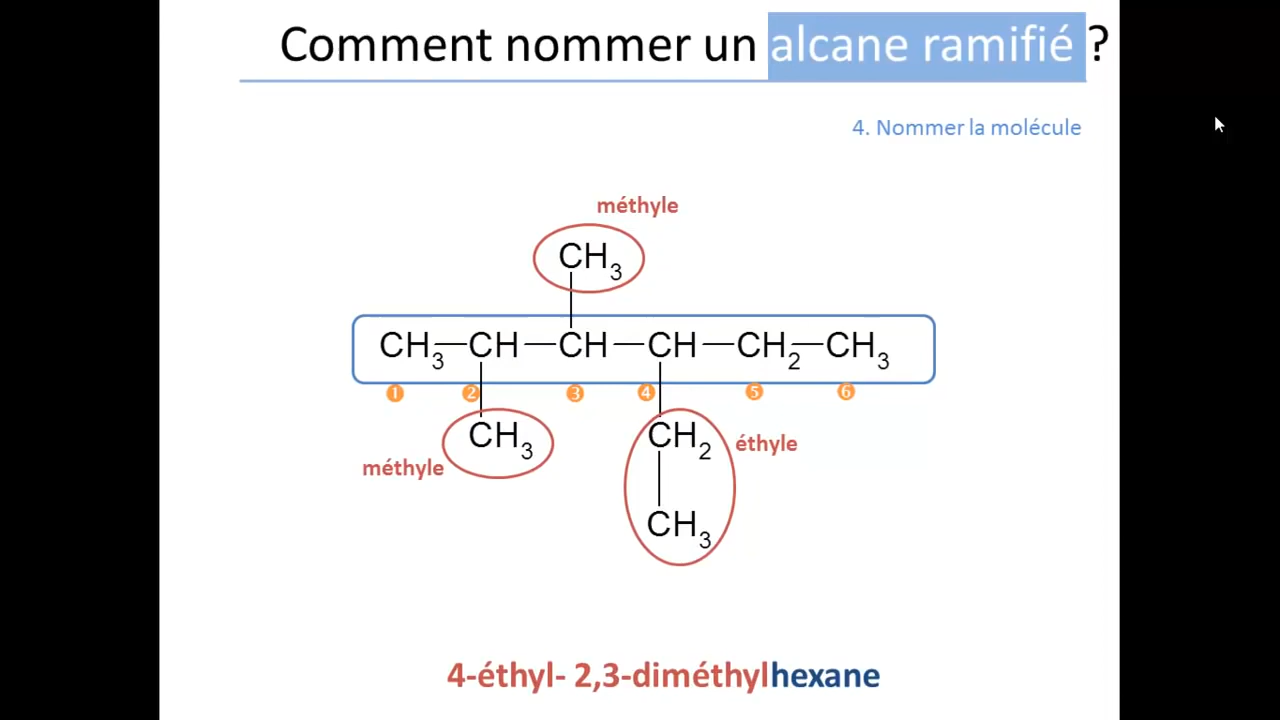 Comment nommer un alcane ramifié ?
4. Nommer la molécule
méthyle
CH3
CH3—CH—CH—CH—CH2—CH3
1 2 3 4 5 6
CH3 CH2 éthyle
méthyle
CH3
4-éthyl- 2,3-diméthylhexane